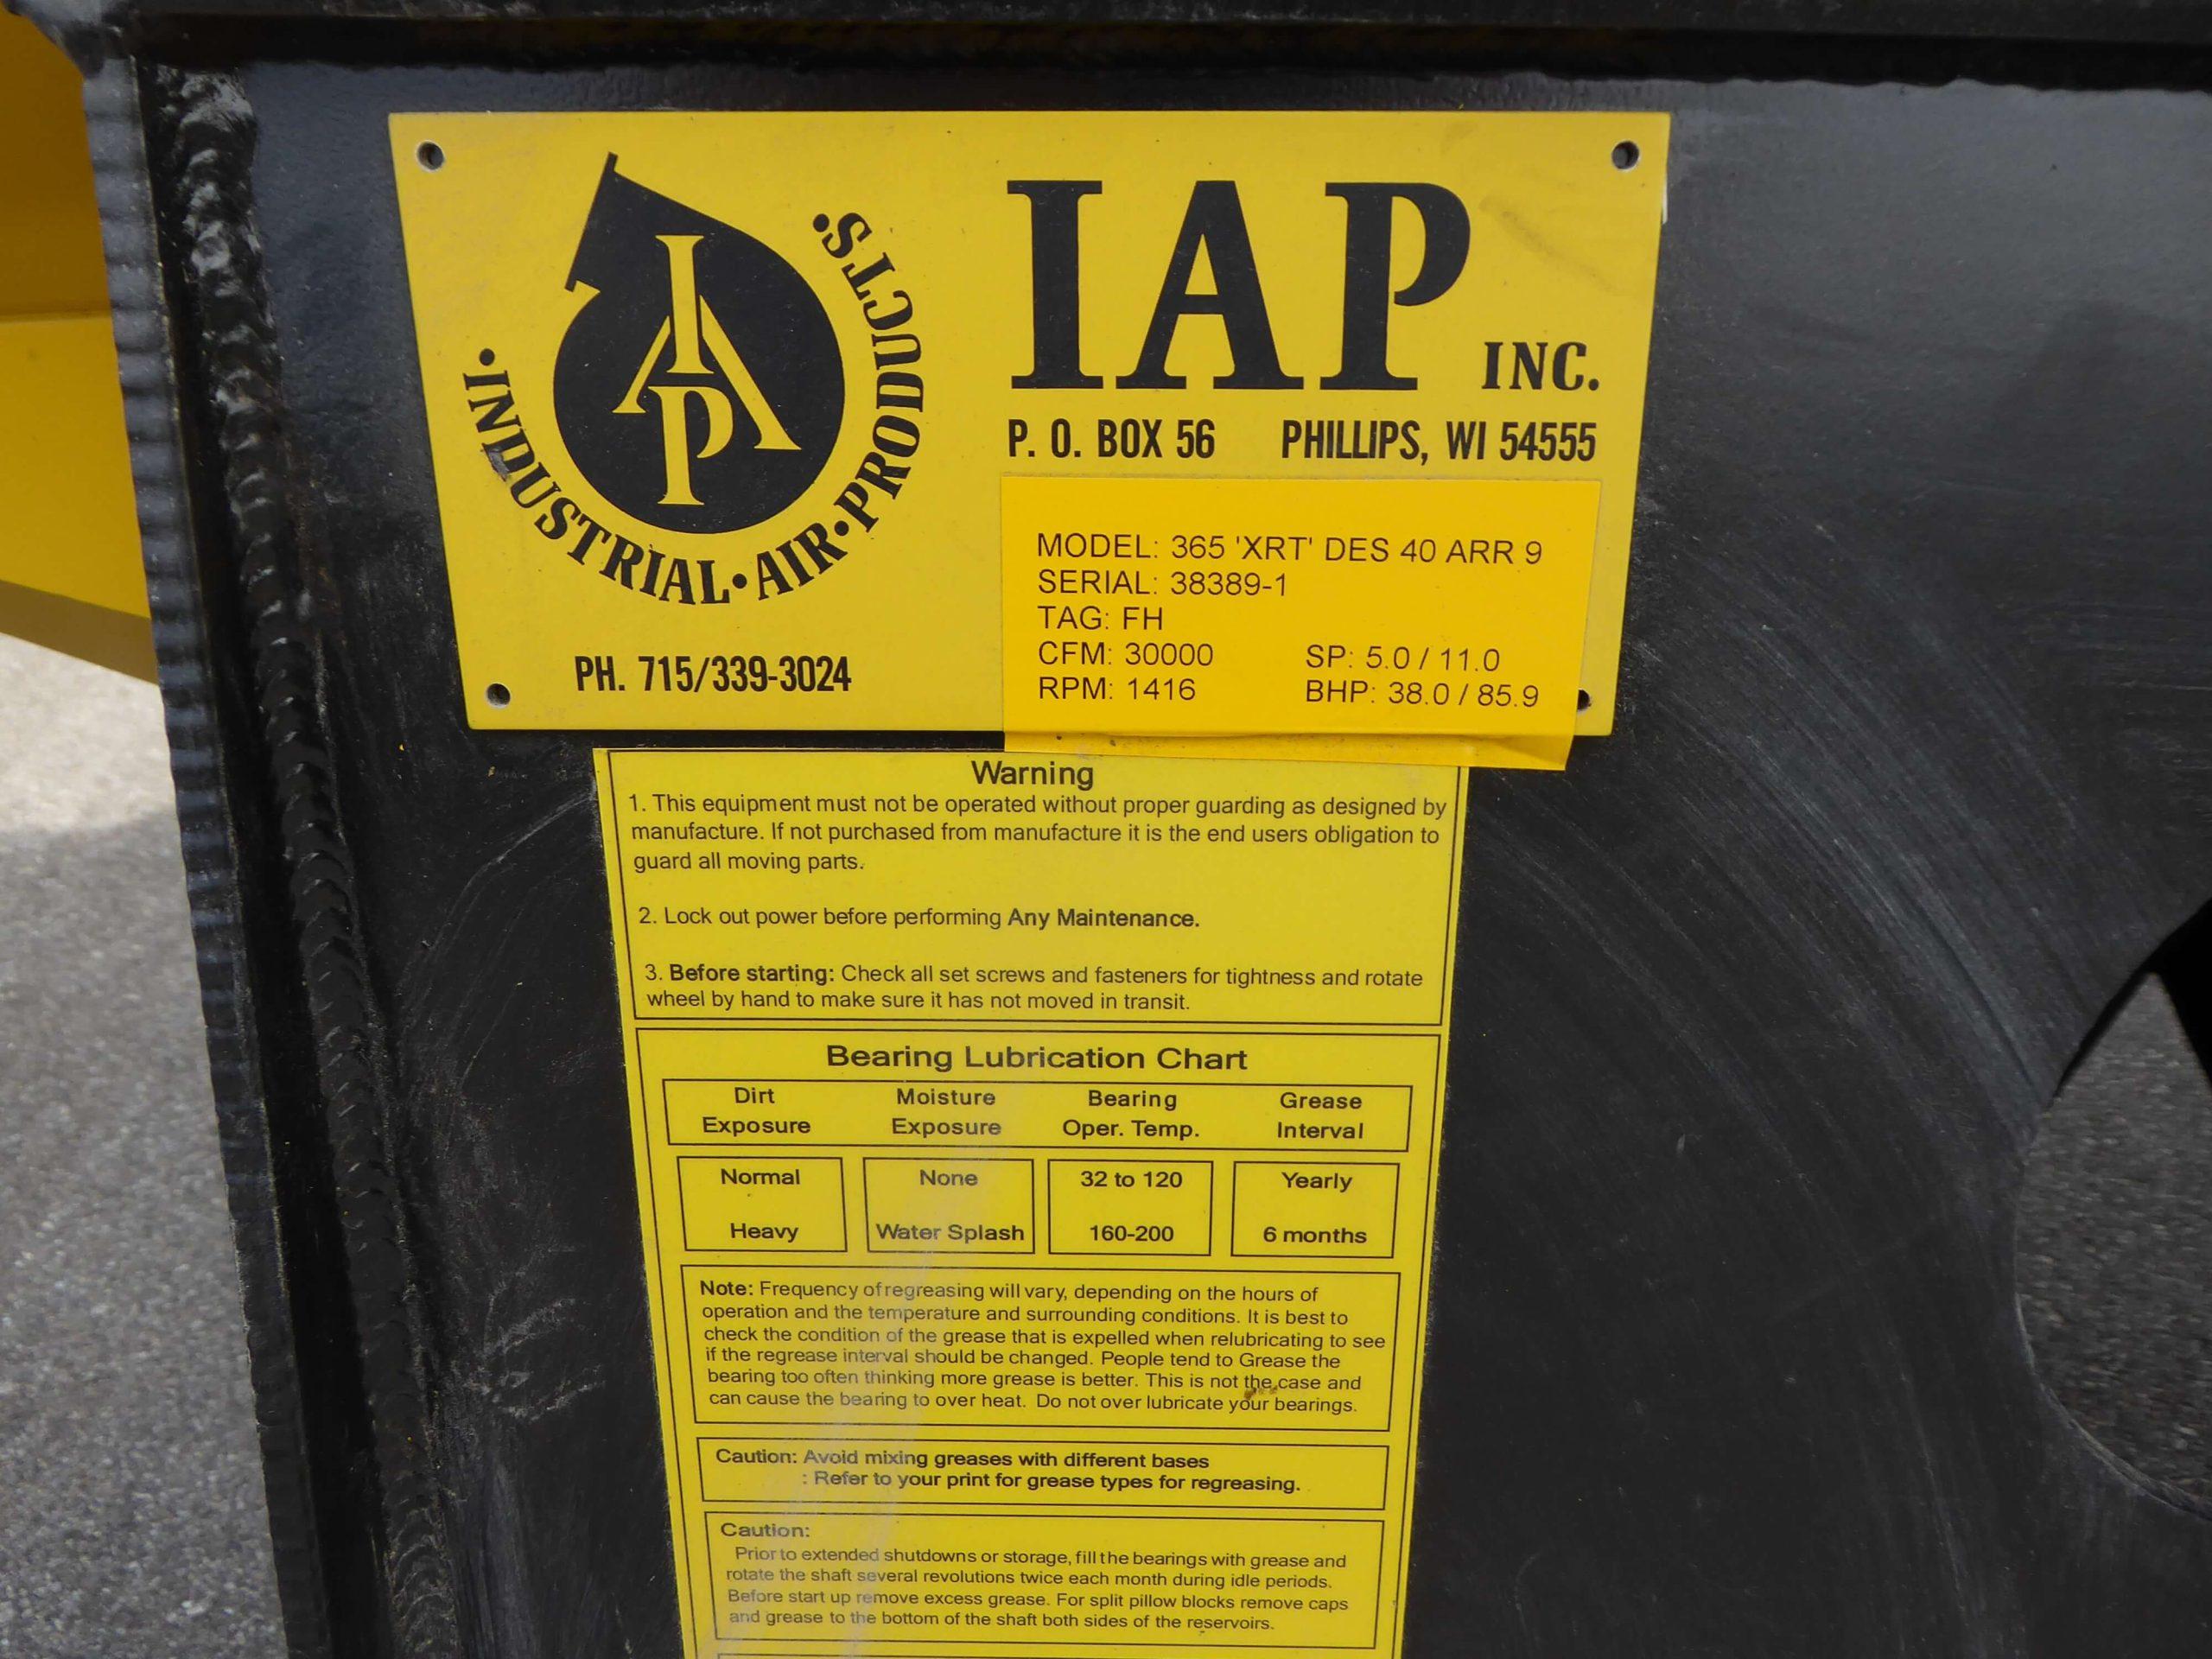 IAP
·INDUSTRIAL·AIR·PRODUCTS·
IAP INC.
P. O. BOX 56 PHILLIPS, WI 54555
MODEL: 365 'XRT' DES 40 ARR 9
SERIAL: 38389-1
TAG: FH
CFM: 30000 SP: 5.0 / 11.0
RPM: 1416 BHP: 38.0 / 85.9
PH. 715/339-3024
Warning
1. This equipment must not be operated without proper guarding as designed by
manufacture. If not purchased from manufacture it is the end users obligation to
guard all moving parts.
2. Lock out power before performing Any Maintenance.
3. Before starting: Check all set screws and fasteners for tightness and rotate
wheel by hand to make sure it has not moved in transit.
Bearing Lubrication Chart
Dirt Moisture Bearing Grease
Exposure Exposure Oper. Temp. Interval
Normal None 32 to 120 Yearly
Heavy Water Splash 160-200 6 months
Note: Frequency of regreasing will vary, depending on the hours of
operation and the temperature and surrounding conditions. It is best to
check the condition of the grease that is expelled when relubricating to see
if the regrease interval should be changed. People tend to Grease the
bearing too often thinking more grease is better. This is not the case and
can cause the bearing to over heat. Do not over lubricate your bearings.
Caution: Avoid mixing greases with different bases
: Refer to your print for grease types for regreasing.
Caution:
Prior to extended shutdowns or storage, fill the bearings with grease and
rotate the shaft several revolutions twice each month during idle periods.
Before start up remove excess grease. For split pillow blocks remove caps
and grease to the bottom of the shaft both sides of the reservoirs.